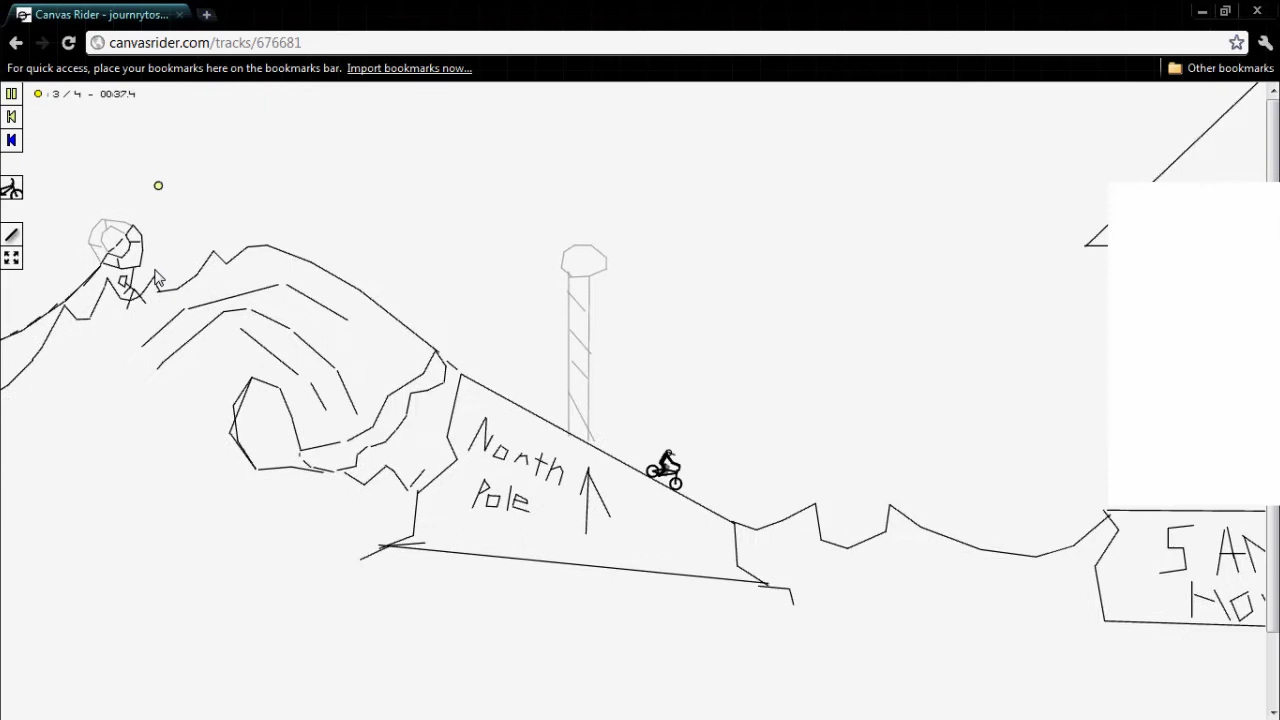 Canvas Rider - journrytos...
canvasrider.com/tracks/676681
For quick access, place your bookmarks here on the bookmarks bar. Import bookmarks now...
Other bookmarks
: 3 / 4 - 00:37.4
North
Pole